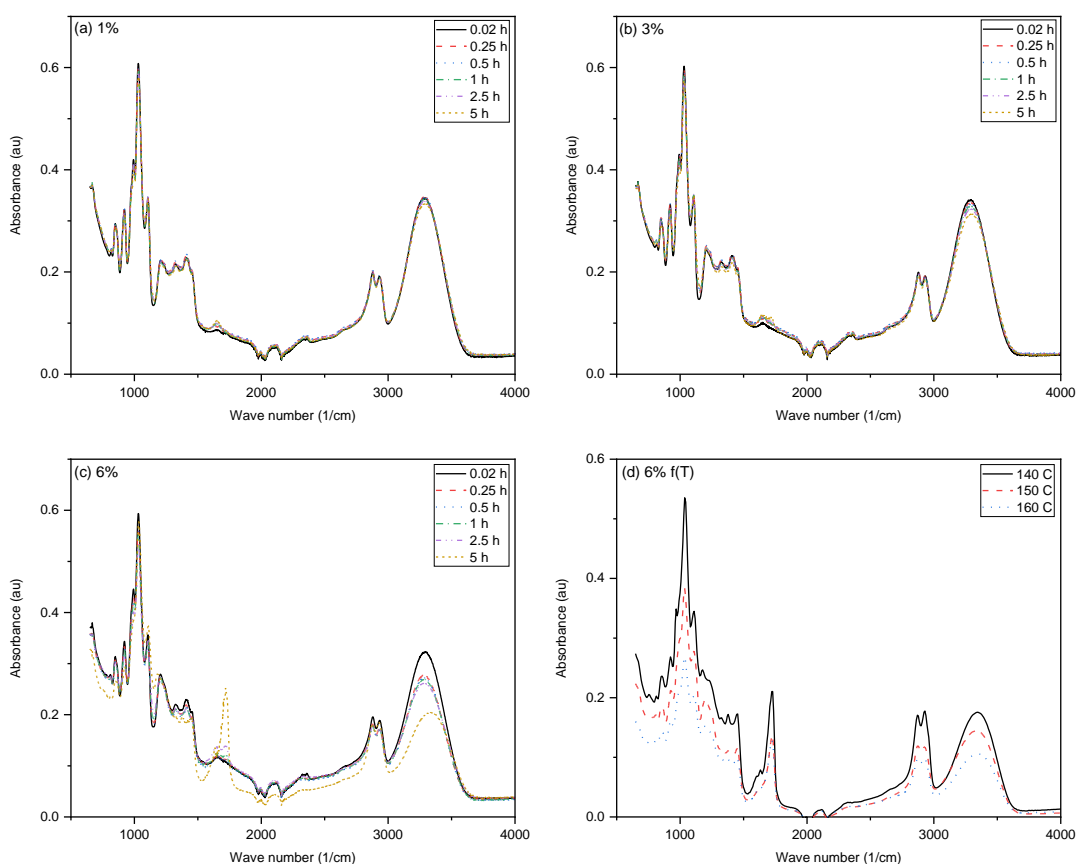 (a) 1%
0.02 h
0.25 h
0.5 h
1 h
2.5 h
5 h
0.6
0.4
0.2
0.0
Absorbance (au)
1000 2000 3000 4000
Wave number (1/cm)
(b) 3%
0.02 h
0.25 h
0.5 h
1 h
2.5 h
5 h
0.6
0.4
0.2
0.0
Absorbance (au)
1000 2000 3000 4000
Wave number (1/cm)
(c) 6%
0.02 h
0.25 h
0.5 h
1 h
2.5 h
5 h
0.6
0.4
0.2
0.0
Absorbance (au)
1000 2000 3000 4000
Wave number (1/cm)
(d) 6% f(T)
140 C
150 C
160 C
0.6
0.4
0.2
0.0
Absorbance (au)
1000 2000 3000 4000
Wave number (1/cm)